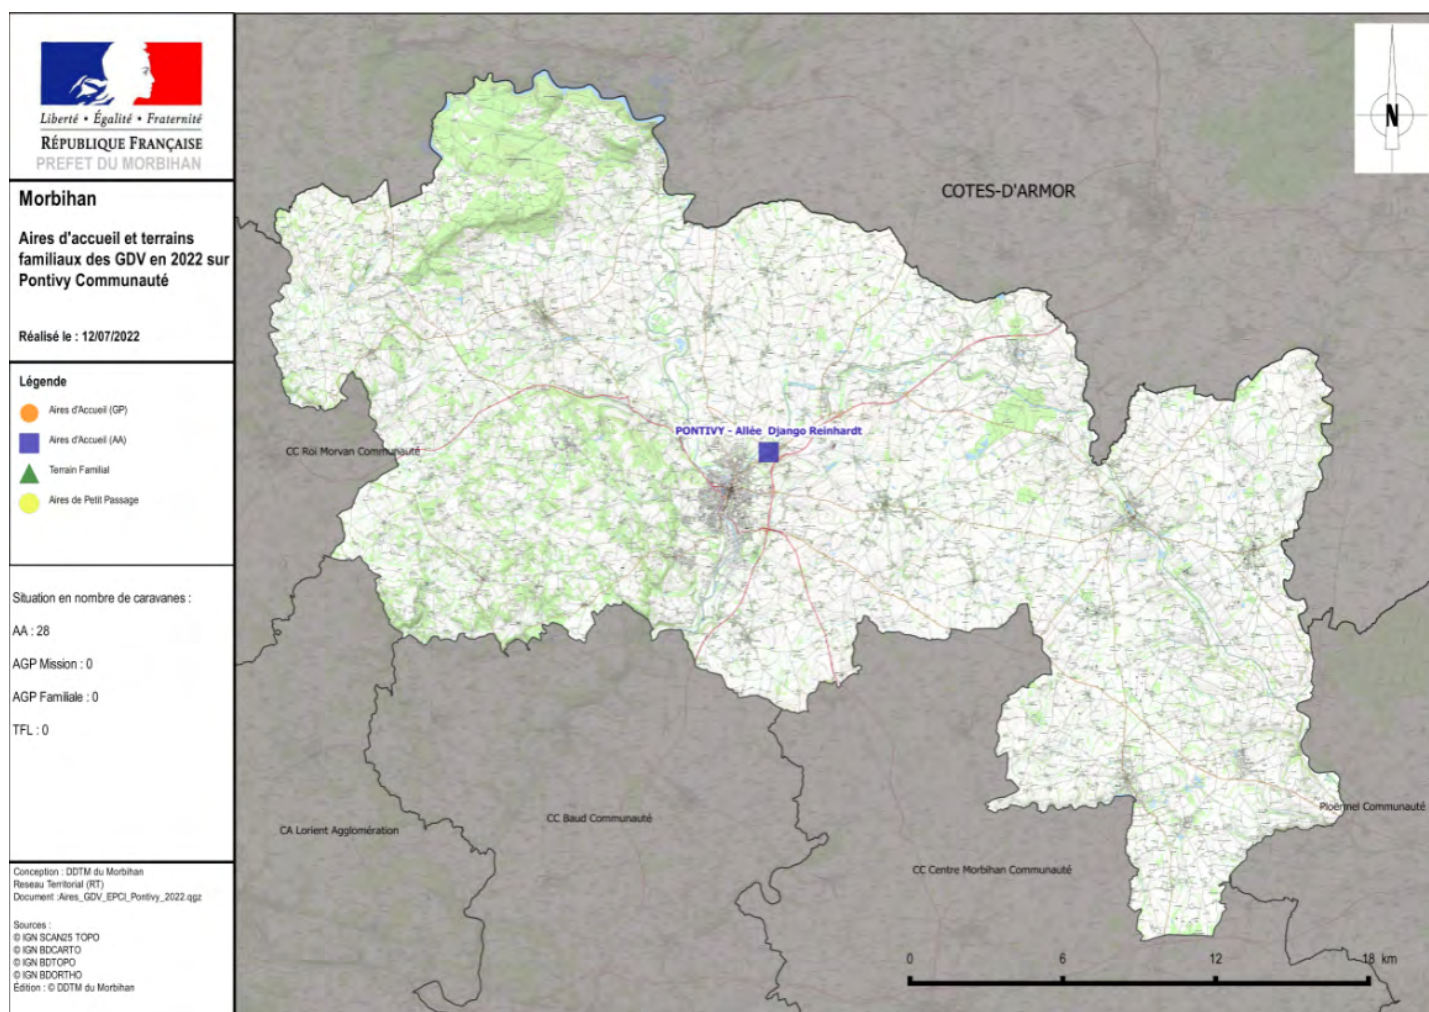 Liberté • Égalité • Fraternité
RÉPUBLIQUE FRANÇAISE
PREFET DU MORBIHAN
Morbihan
Aires d'accueil et terrains
familiaux des GDV en 2022 sur
Pontivy Communauté
Réalisé le : 12/07/2022
Légende
Aires d'Accueil (GP)
Aires d'Accueil (AA)
Terrain Familial
Aires de Petit Passage
Situation en nombre de caravanes :
AA : 28
AGP Mission : 0
AGP Familiale : 0
TFL : 0
Conception : DDTM du Morbihan
Reseau Territorial (RT)
Document :Aires_GDV_EPCI_Pontivy_2022.qgz
Sources :
© IGN SCAN25 TOPO
© IGN BDCARTO
© IGN BDTOPO
© IGN BDORTHO
Édition : © DDTM du Morbihan
N
COTES-D'ARMOR
PONTIVY - Allée Django Reinhardt
CC Roi Morvan Communauté
Ploërmel Communauté
CC Baud Communauté
CA Lorient Agglomération
CC Centre Morbihan Communauté
0 6 12 18 km